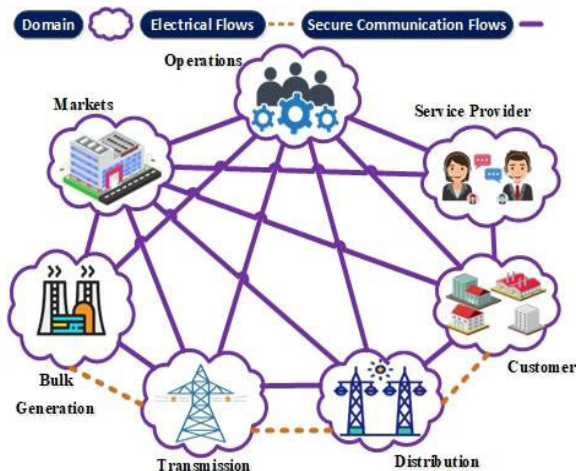 Domain
Electrical Flows
Secure Communication Flows
Operations
Markets
Service Provider
Customer
Bulk
Generation
Transmission
Distribution